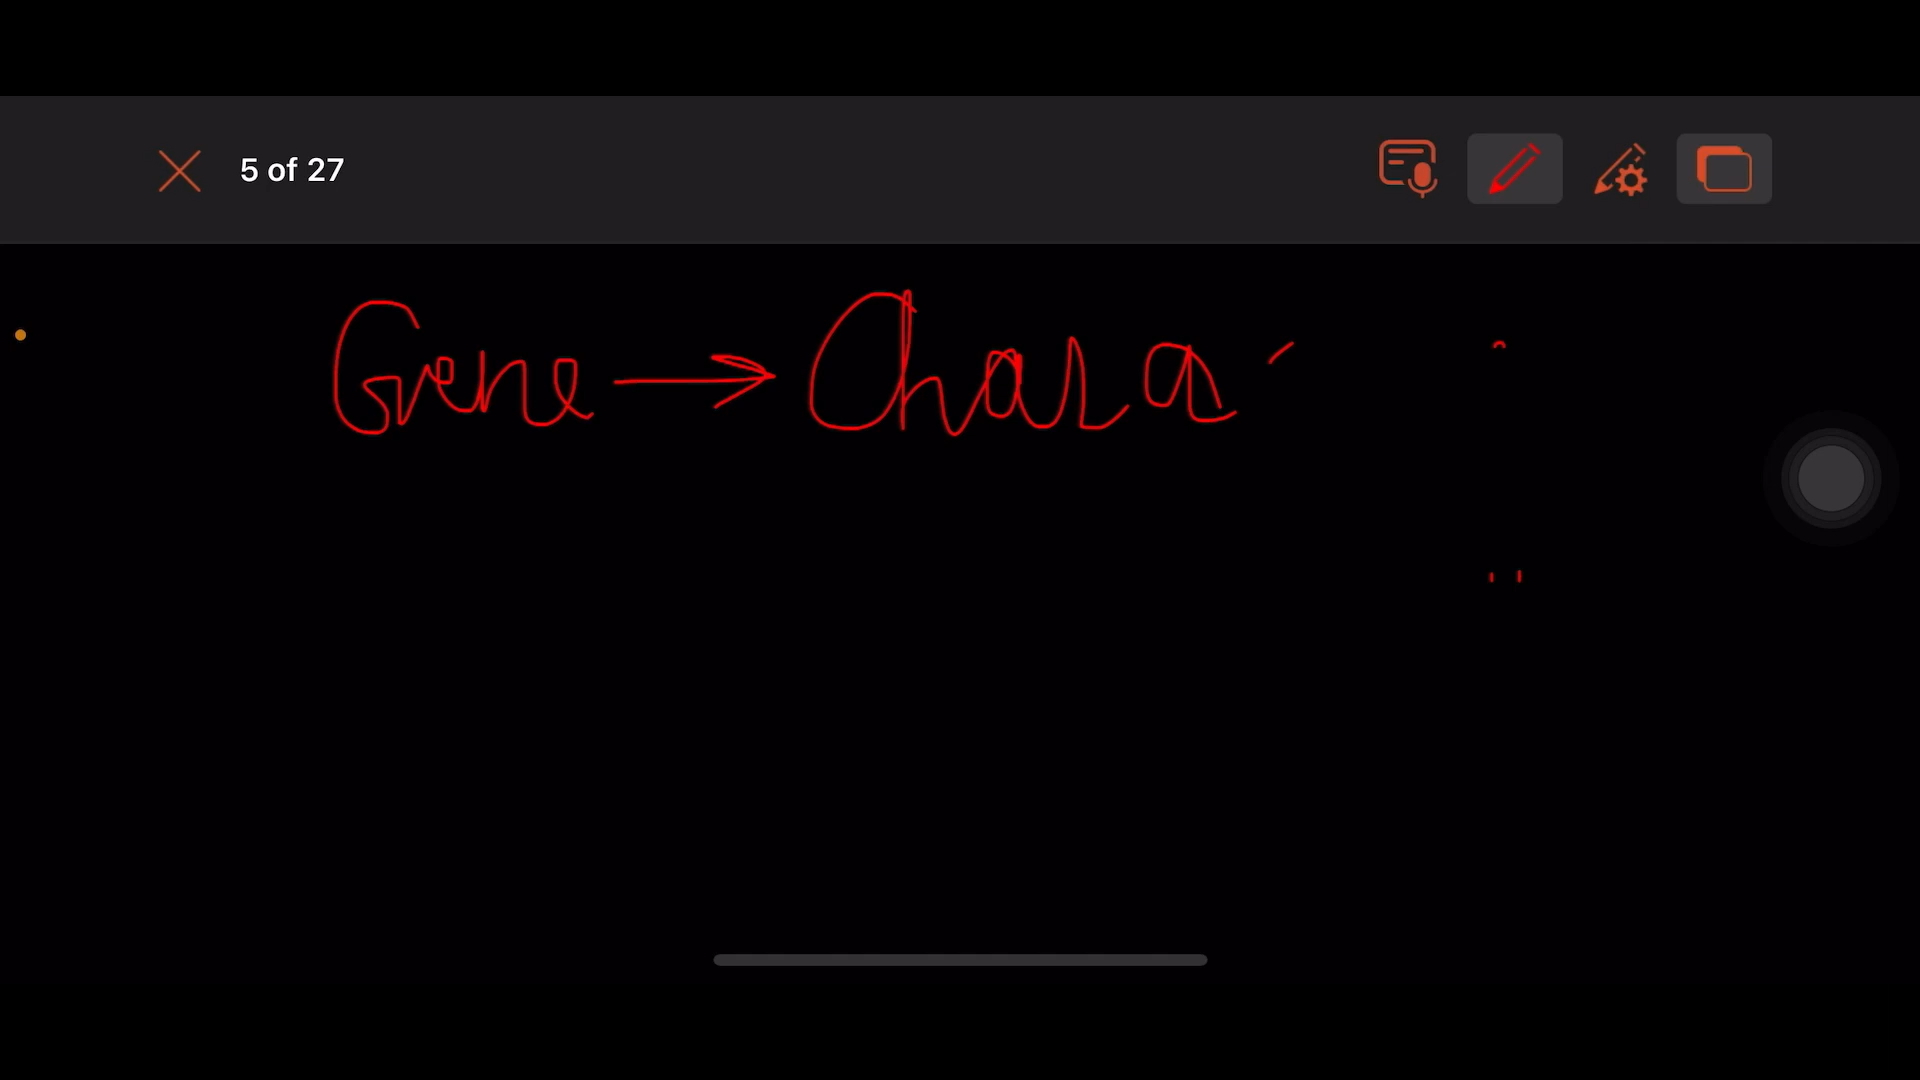 5 of 27
Gene → Chara